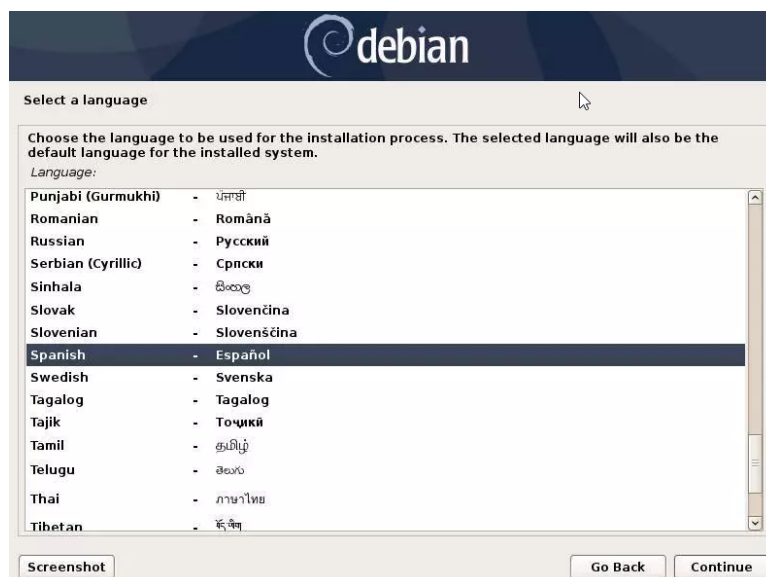 debian
Select a language
Choose the language to be used for the installation process. The selected language will also be the
default language for the installed system.
Language:
Punjabi (Gurmukhi) - ਪੰਜਾਬੀ
Romanian - Română
Russian - Русский
Serbian (Cyrillic) - Српски
Sinhala - සිංහල
Slovak - Slovenčina
Slovenian - Slovenščina
Spanish - Español
Swedish - Svenska
Tagalog - Tagalog
Tajik - Тоҷикӣ
Tamil - தமிழ்
Telugu - తెలుగు
Thai - ภาษาไทย
Tibetan - བོད་ཡིག
Screenshot Go Back Continue